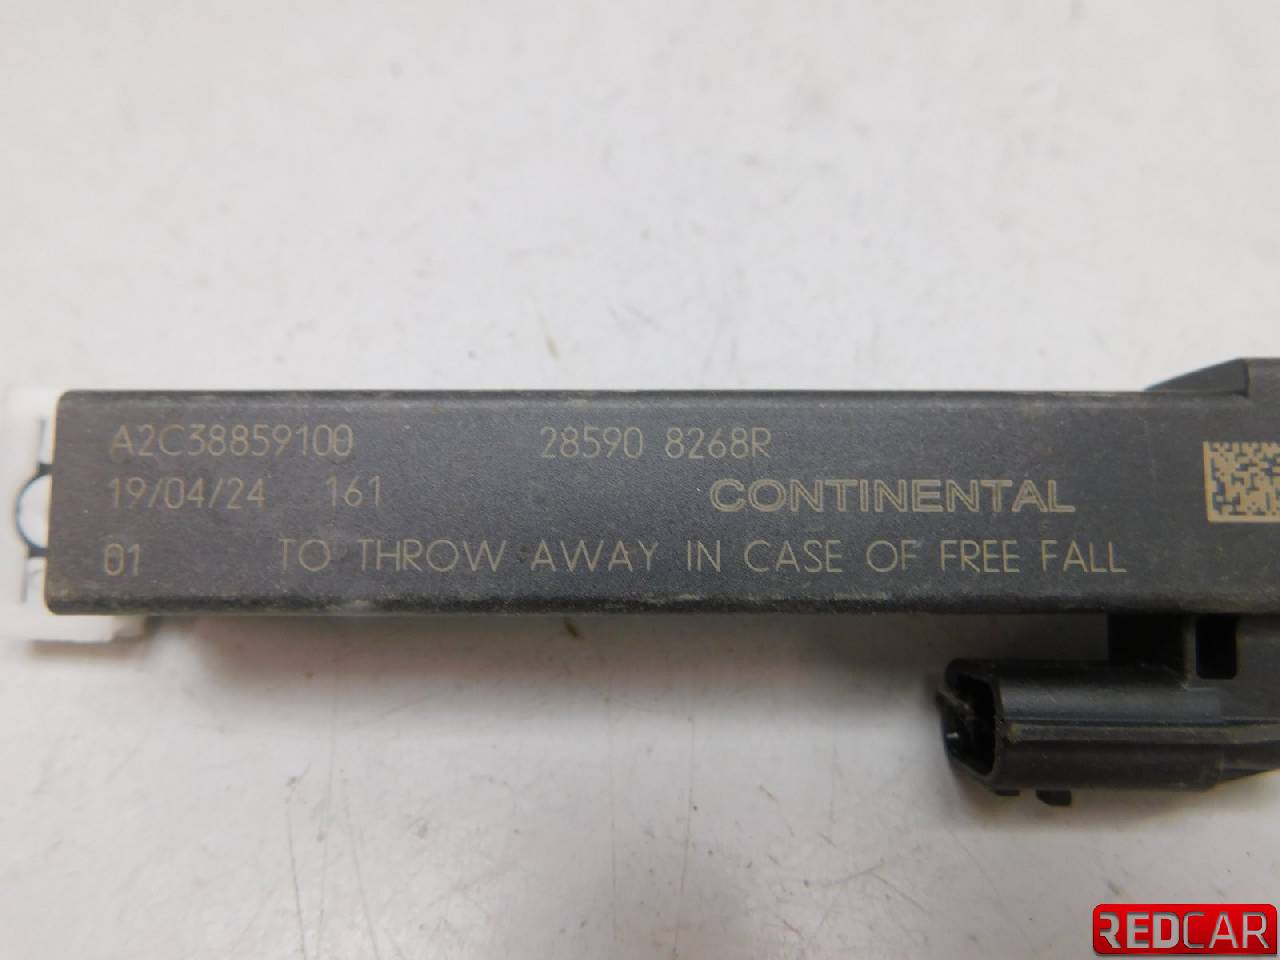 A2C38859100 28590 8268R
19/04/24 161 CONTINENTAL
01 TO THROW AWAY IN CASE OF FREE FALL
REDCAR